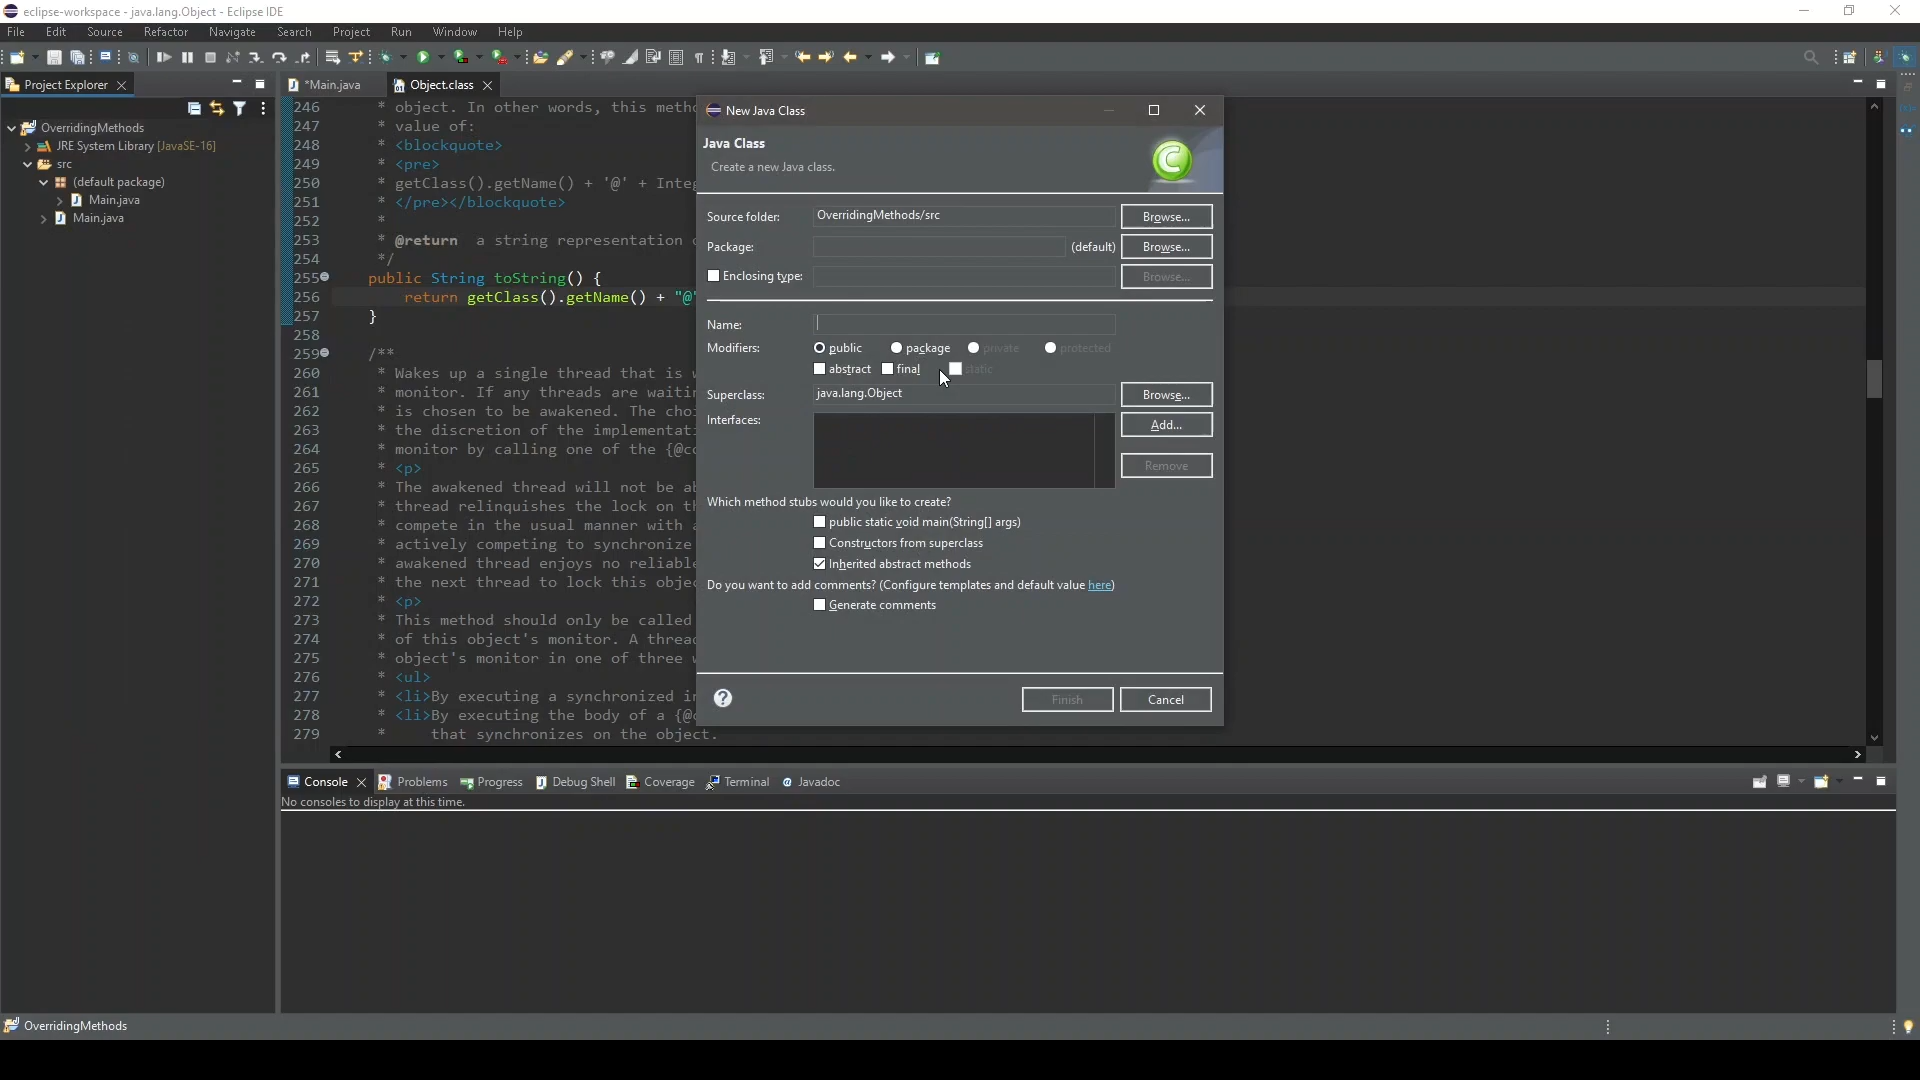 eclipse-workspace - java.lang.Object - Eclipse IDE
File Edit Source Refactor Navigate Search Project Run Window Help
Project Explorer
*Main.java Object.class
OverridingMethods
JRE System Library [JavaSE-16]
src
(default package)
Main.java
Main.java
246 * object. In other words, this
247 * value of:
248 * <blockquote>
249 * <pre>
250 * getClass().getName() + '@' +
251 * </pre></blockquote>
252 *
253 * @return a string representation
254 */
255 public String toString() {
256 return getClass().getName() + "@"
257 }
258
259 /**
260 * Wakes up a single thread that is
261 * monitor. If any threads are
262 * is chosen to be awakened. The
263 * the discretion of the
264 * monitor by calling one of the
265 * <p>
266 * The awakened thread will not be
267 * thread relinquishes the lock on
268 * compete in the usual manner with
269 * actively competing to synchronize
270 * awakened thread enjoys no
271 * the next thread to lock this
272 * <p>
273 * This method should only be called
274 * of this object's monitor. A
275 * object's monitor in one of three
276 * <ul>
277 * <li>By executing a synchronized
278 * <li>By executing the body of a
279 * that synchronizes on the object.
New Java Class
Java Class
Create a new Java class.
Source folder: OverridingMethods/src Browse...
Package: (default) Browse...
Enclosing type: Browse...
Name:
Modifiers: public package private protected
abstract final static
Superclass: java.lang.Object Browse...
Interfaces: Add...
Remove
Which method stubs would you like to create?
public static void main(String[] args)
Constructors from superclass
Inherited abstract methods
Do you want to add comments? (Configure templates and default value here)
Generate comments
Finish Cancel
Console Problems Progress Debug Shell Coverage Terminal Javadoc
No consoles to display at this time.
OverridingMethods